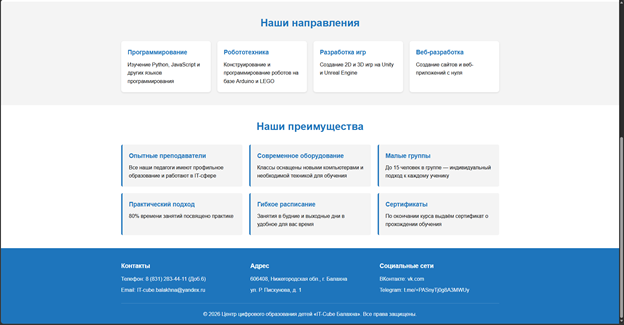 Наши направления
Программирование
Изучение Python, JavaScript и
других языков
программирования
Робототехника
Конструирование и
программирование роботов на
базе Arduino и LEGO
Разработка игр
Создание 2D и 3D игр на Unity
и Unreal Engine
Веб-разработка
Создание сайтов и веб-
приложений с нуля
Наши преимущества
Опытные преподаватели
Все наши педагоги имеют профильное
образование и работают в IT-сфере
Современное оборудование
Классы оснащены новыми компьютерами и
необходимой техникой для обучения
Малые группы
До 15 человек в группе — индивидуальный
подход к каждому ученику
Практический подход
80% времени занятий посвящено практике
Гибкое расписание
Занятия в будние и выходные дни в
удобное для вас время
Сертификаты
По окончании курса выдаём сертификат о
прохождении обучения
Контакты
Телефон: 8 (831) 283-44-11 (Доб.6)
Email: IT-cube.balakhna@yandex.ru
Адрес
606408, Нижегородская обл., г. Балахна
ул. Р. Пискунова, д. 1
Социальные сети
ВКонтакте: vk.com
Telegram: t.me/+PASnyTj0g8A3MWUy
© 2026 Центр цифрового образования детей «IT-Cube Балахна». Все права защищены.